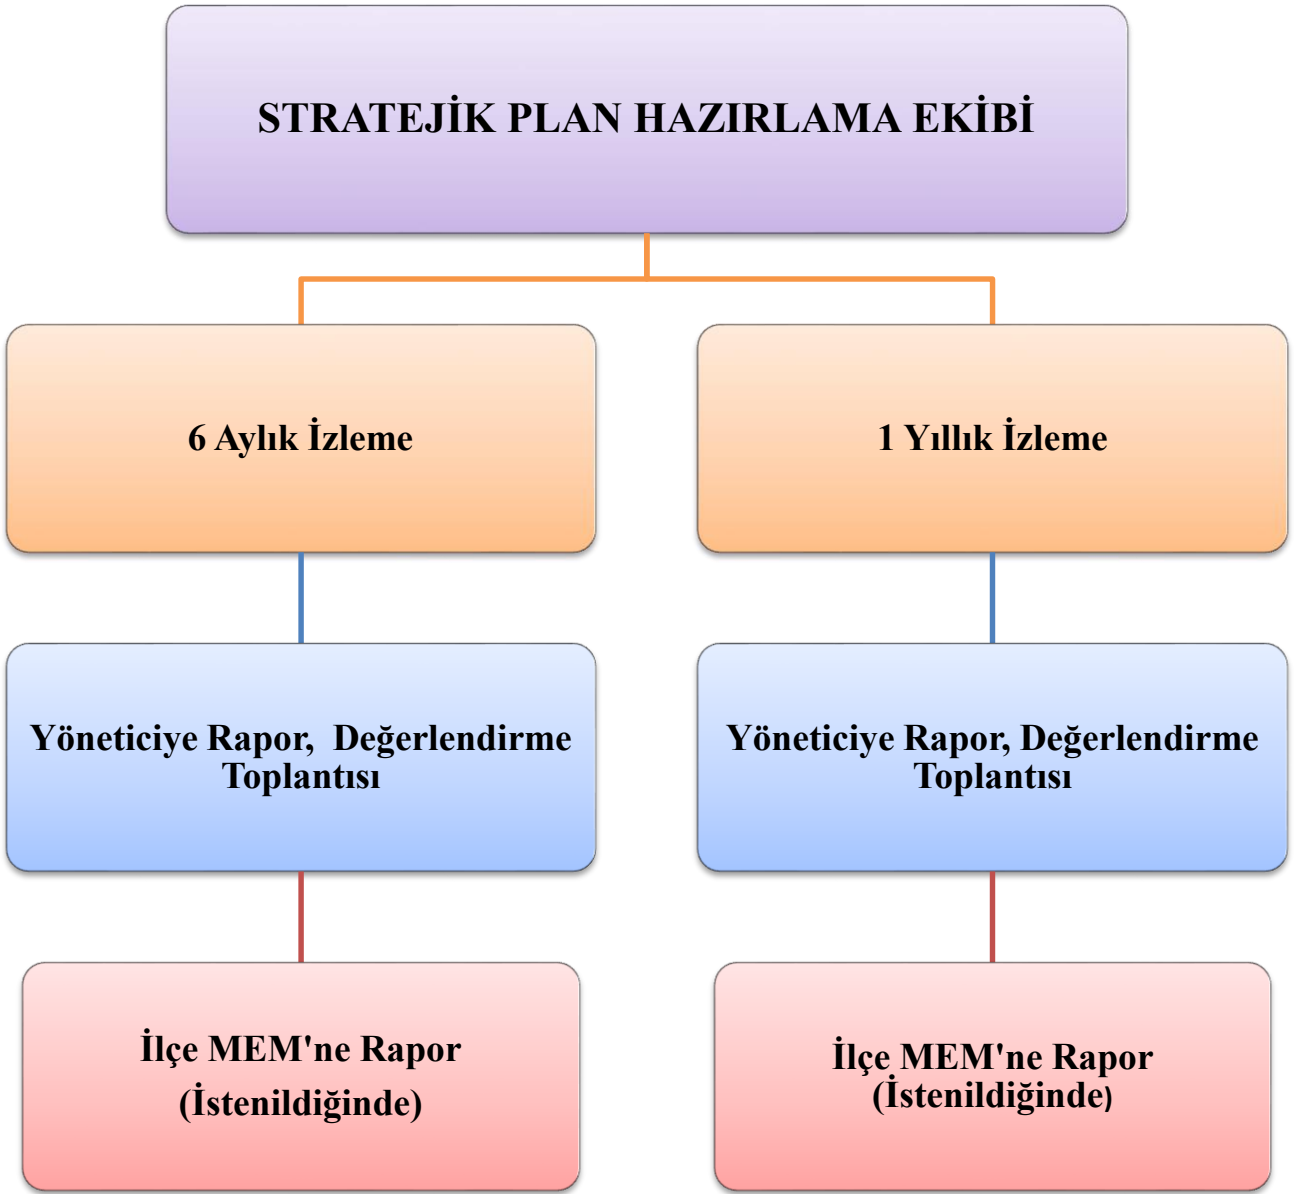 STRATEJİK PLAN HAZIRLAMA EKİBİ
6 Aylık İzleme
1 Yıllık İzleme
Yöneticiye Rapor,  Değerlendirme
Toplantısı
Yöneticiye Rapor, Değerlendirme
Toplantısı
İlçe MEM'ne Rapor
(İstenildiğinde)
İlçe MEM'ne Rapor
(İstenildiğinde)